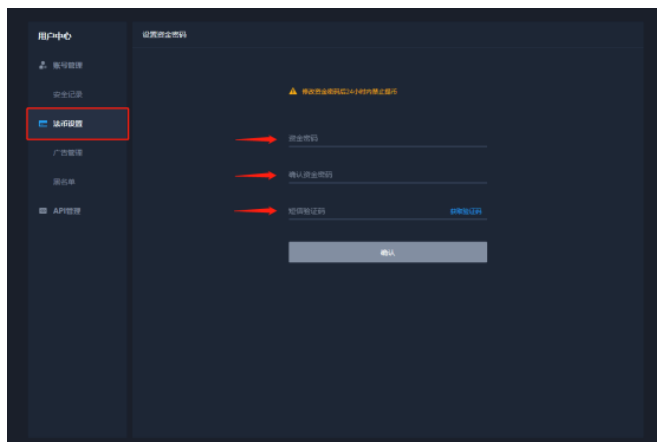 用户中心
设置资金密码
账号管理
安全记录
修改资金密码后24小时内禁止提币
法币设置
资金密码
广告管理
确认资金密码
黑名单
API管理
短信验证码
获取验证码
确认